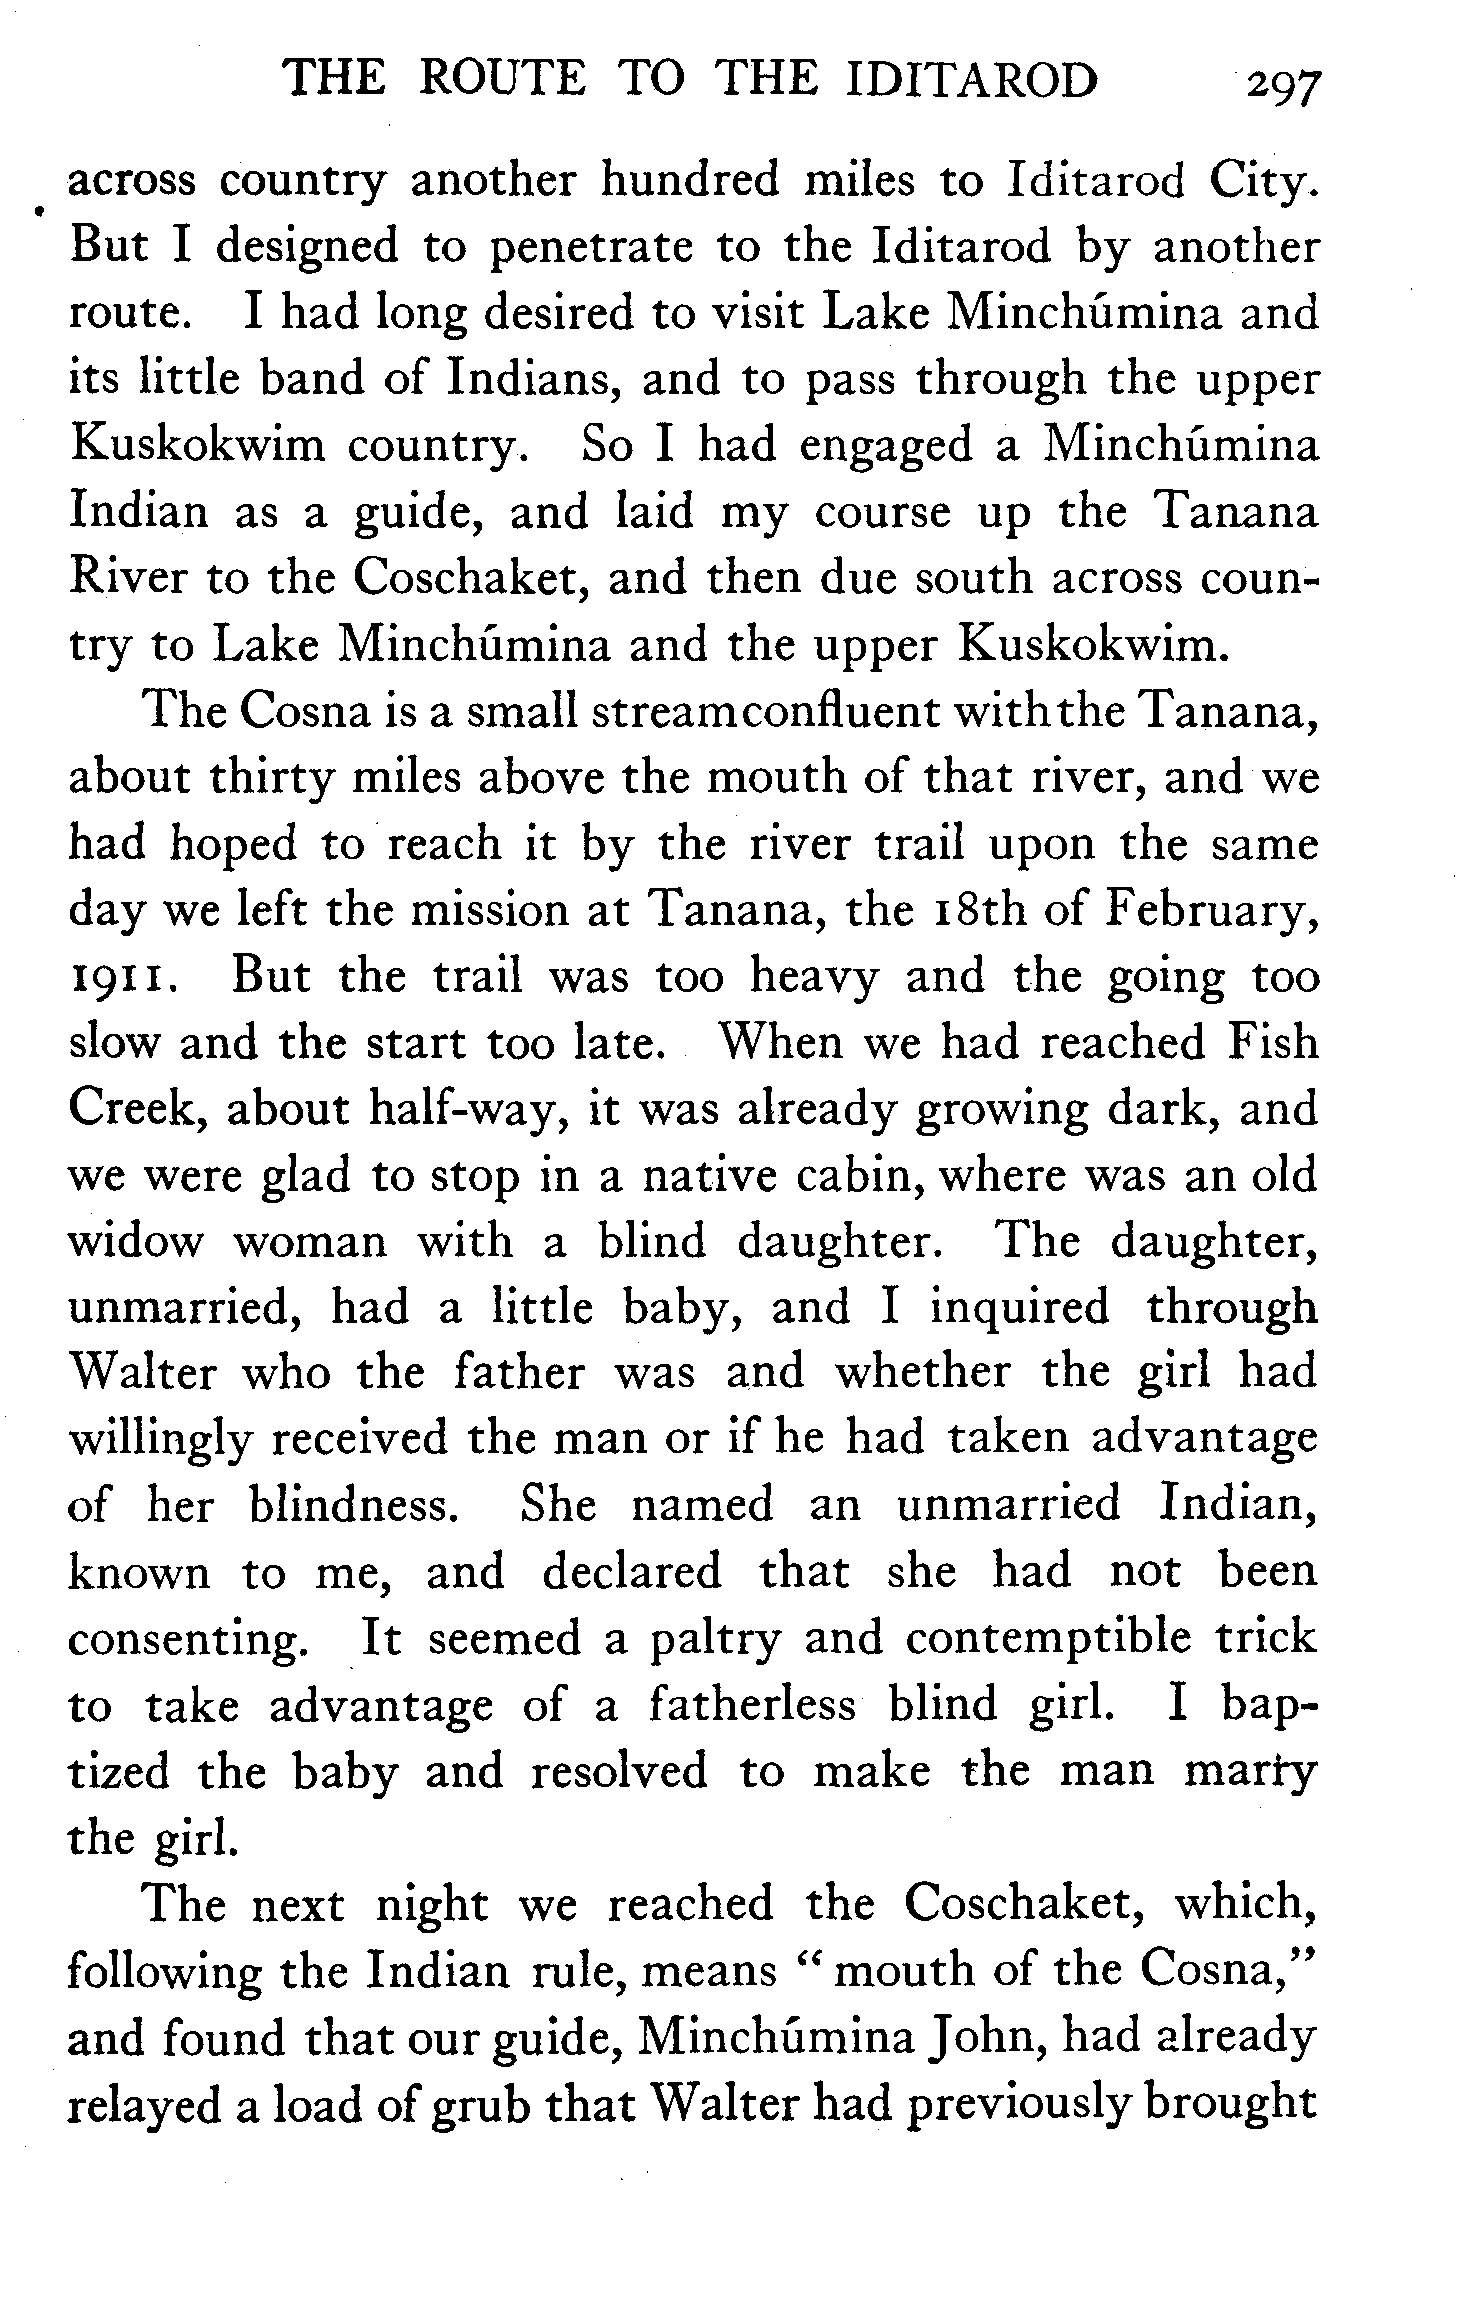 THE ROUTE TO THE IDITAROD 297
across country another hundred miles to Iditarod City.
But I designed to penetrate to the Iditarod by another
route. I had long desired to visit Lake Minchúmina and
its little band of Indians, and to pass through the upper
Kuskokwim country. So I had engaged a Minchúmina
Indian as a guide, and laid my course up the Tanana
River to the Coschaket, and then due south across coun-
try to Lake Minchúmina and the upper Kuskokwim.
The Cosna is a small stream confluent with the Tanana,
about thirty miles above the mouth of that river, and we
had hoped to reach it by the river trail upon the same
day we left the mission at Tanana, the 18th of February,
1911. But the trail was too heavy and the going too
slow and the start too late. When we had reached Fish
Creek, about half-way, it was already growing dark, and
we were glad to stop in a native cabin, where was an old
widow woman with a blind daughter. The daughter,
unmarried, had a little baby, and I inquired through
Walter who the father was and whether the girl had
willingly received the man or if he had taken advantage
of her blindness. She named an unmarried Indian,
known to me, and declared that she had not been
consenting. It seemed a paltry and contemptible trick
to take advantage of a fatherless blind girl. I bap-
tized the baby and resolved to make the man marry
the girl.
The next night we reached the Coschaket, which,
following the Indian rule, means "mouth of the Cosna,"
and found that our guide, Minchúmina John, had already
relayed a load of grub that Walter had previously brought